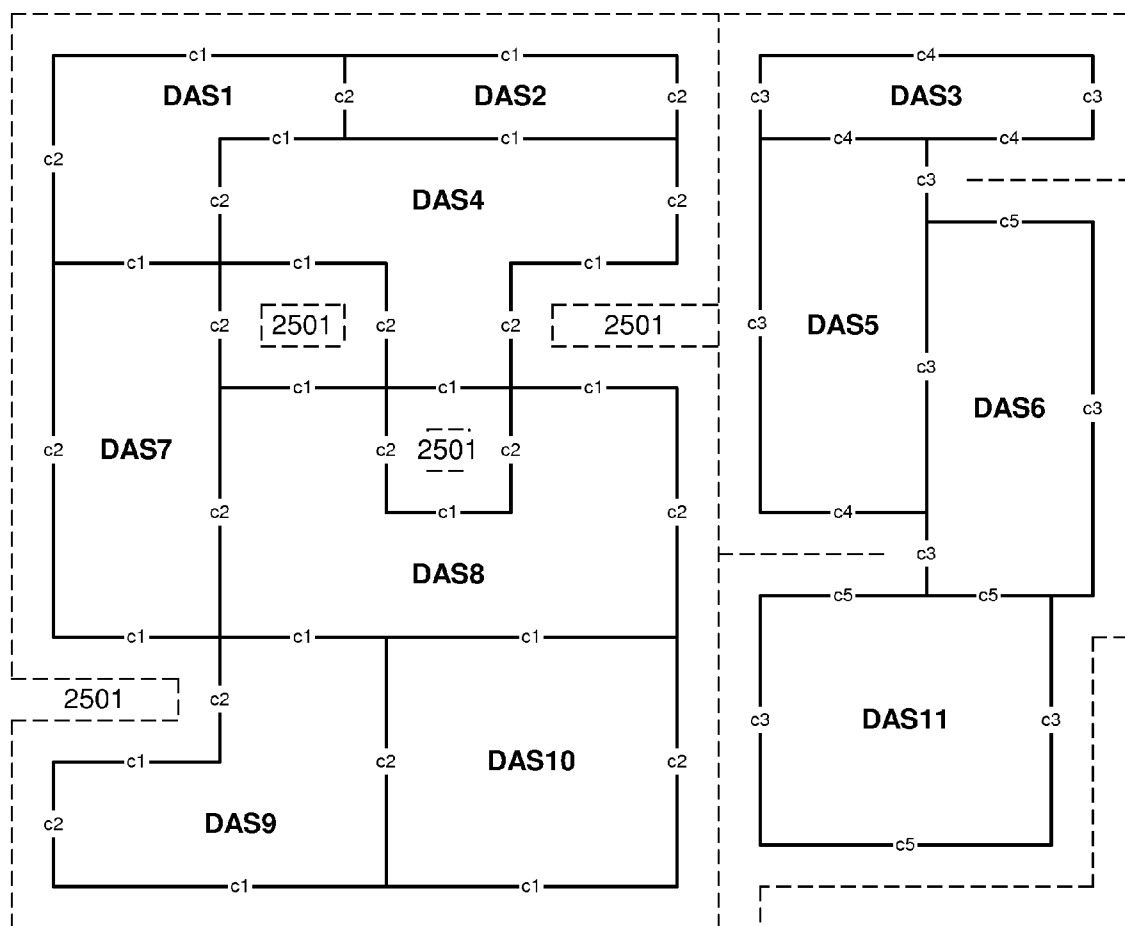 c1 c1 c4
DAS1 c2 DAS2 c2 c3 DAS3 c3
c1 c1 c4 c4
c2
c3
c2 DAS4 c2
c5
c1 c1 c1
c2 2501 c2 c2 2501 c3 DAS5
c3
c1 c1 c1
DAS6 c3
c2 DAS7 c2 2501 c2
c2 c1 c2 c4
c3
DAS8
c5 c5
c1 c1 c1
2501 c2
c3 DAS11 c3
c1 c2 DAS10 c2
c2 DAS9
c5
c1 c1